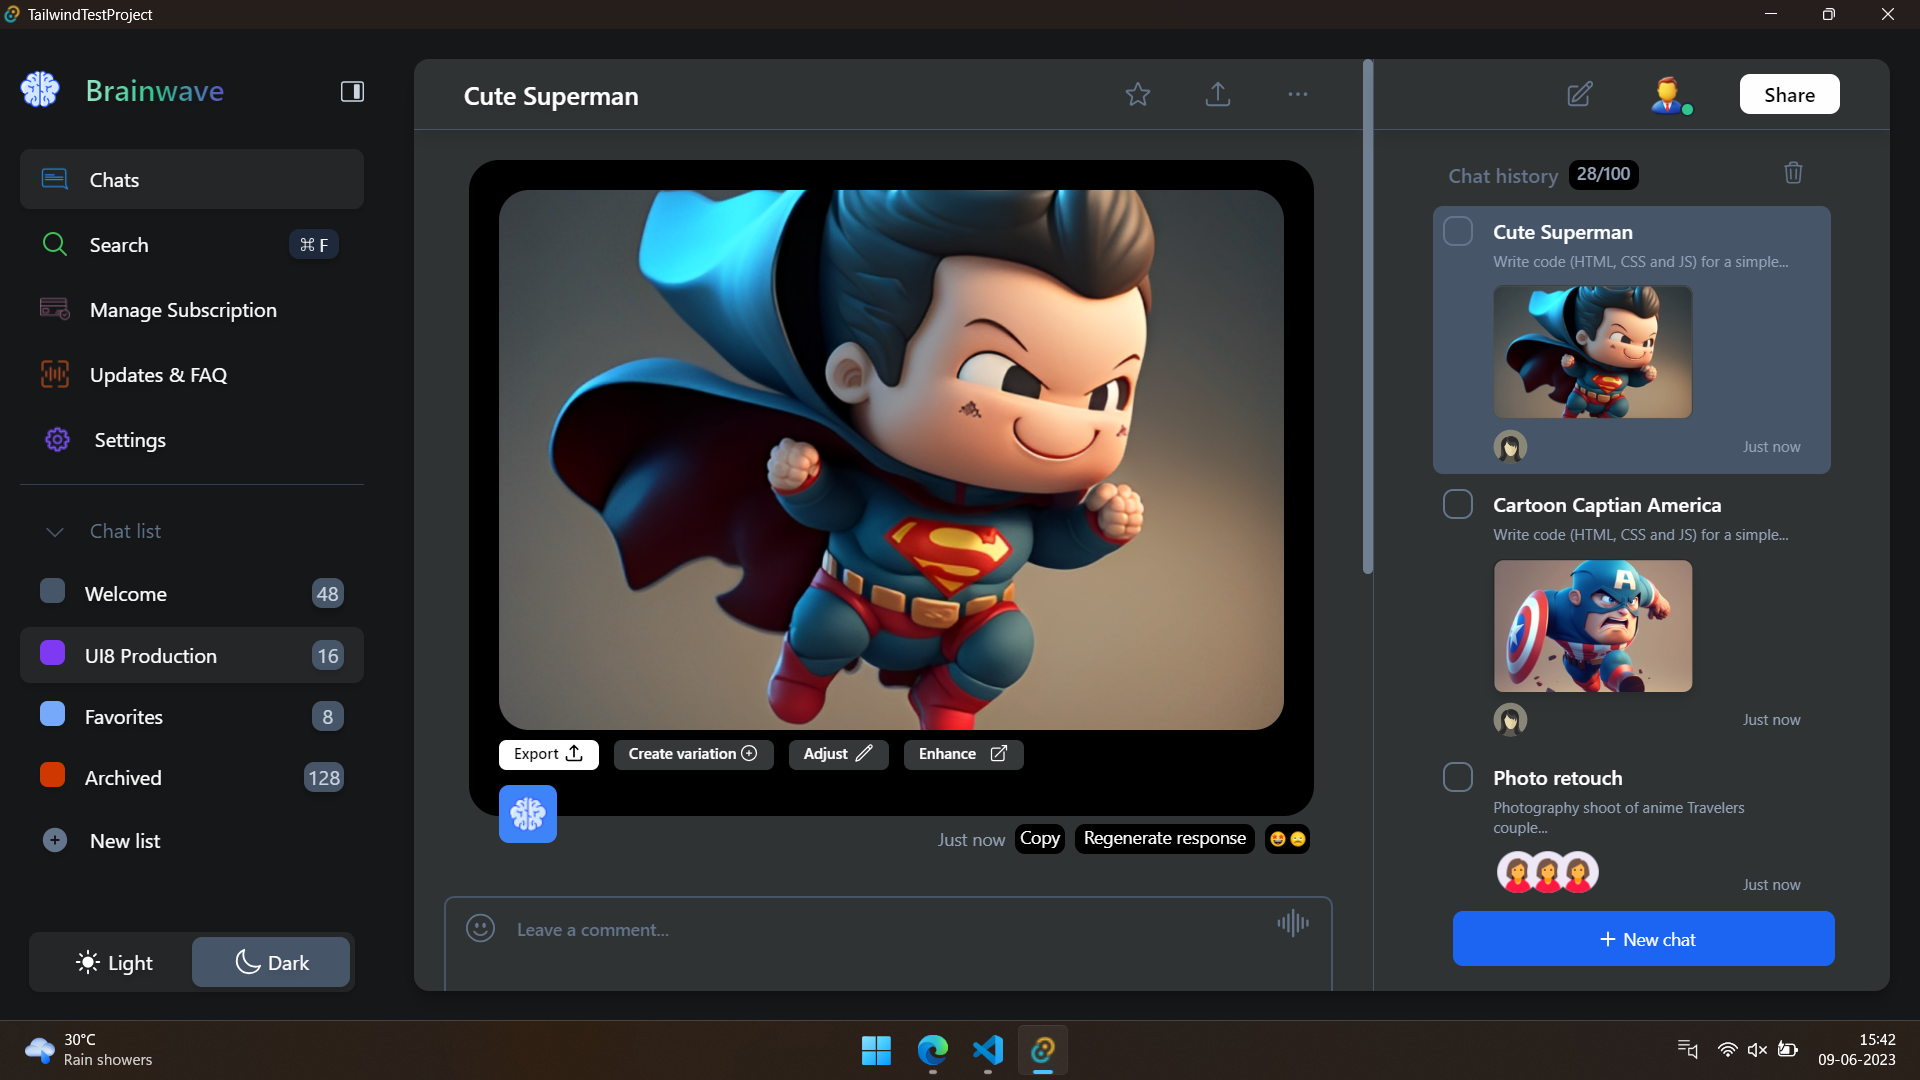 TailwindTestProject
Brainwave
Chats
Search
⌘ F
Manage Subscription
Updates & FAQ
Settings
Chat list
Welcome
48
UI8 Production
16
Favorites
8
Archived
128
New list
Light
Dark
Cute Superman
Export
Create variation
Adjust
Enhance
Just now
Copy
Regenerate response
Leave a comment...
Share
Chat history
28/100
Cute Superman
Write code (HTML, CSS and JS) for a simple...
Just now
Cartoon Captian America
Write code (HTML, CSS and JS) for a simple...
A
Just now
Photo retouch
Photography shoot of anime Travelers
couple...
Just now
+ New chat
30°C
Rain showers
15:42
09-06-2023